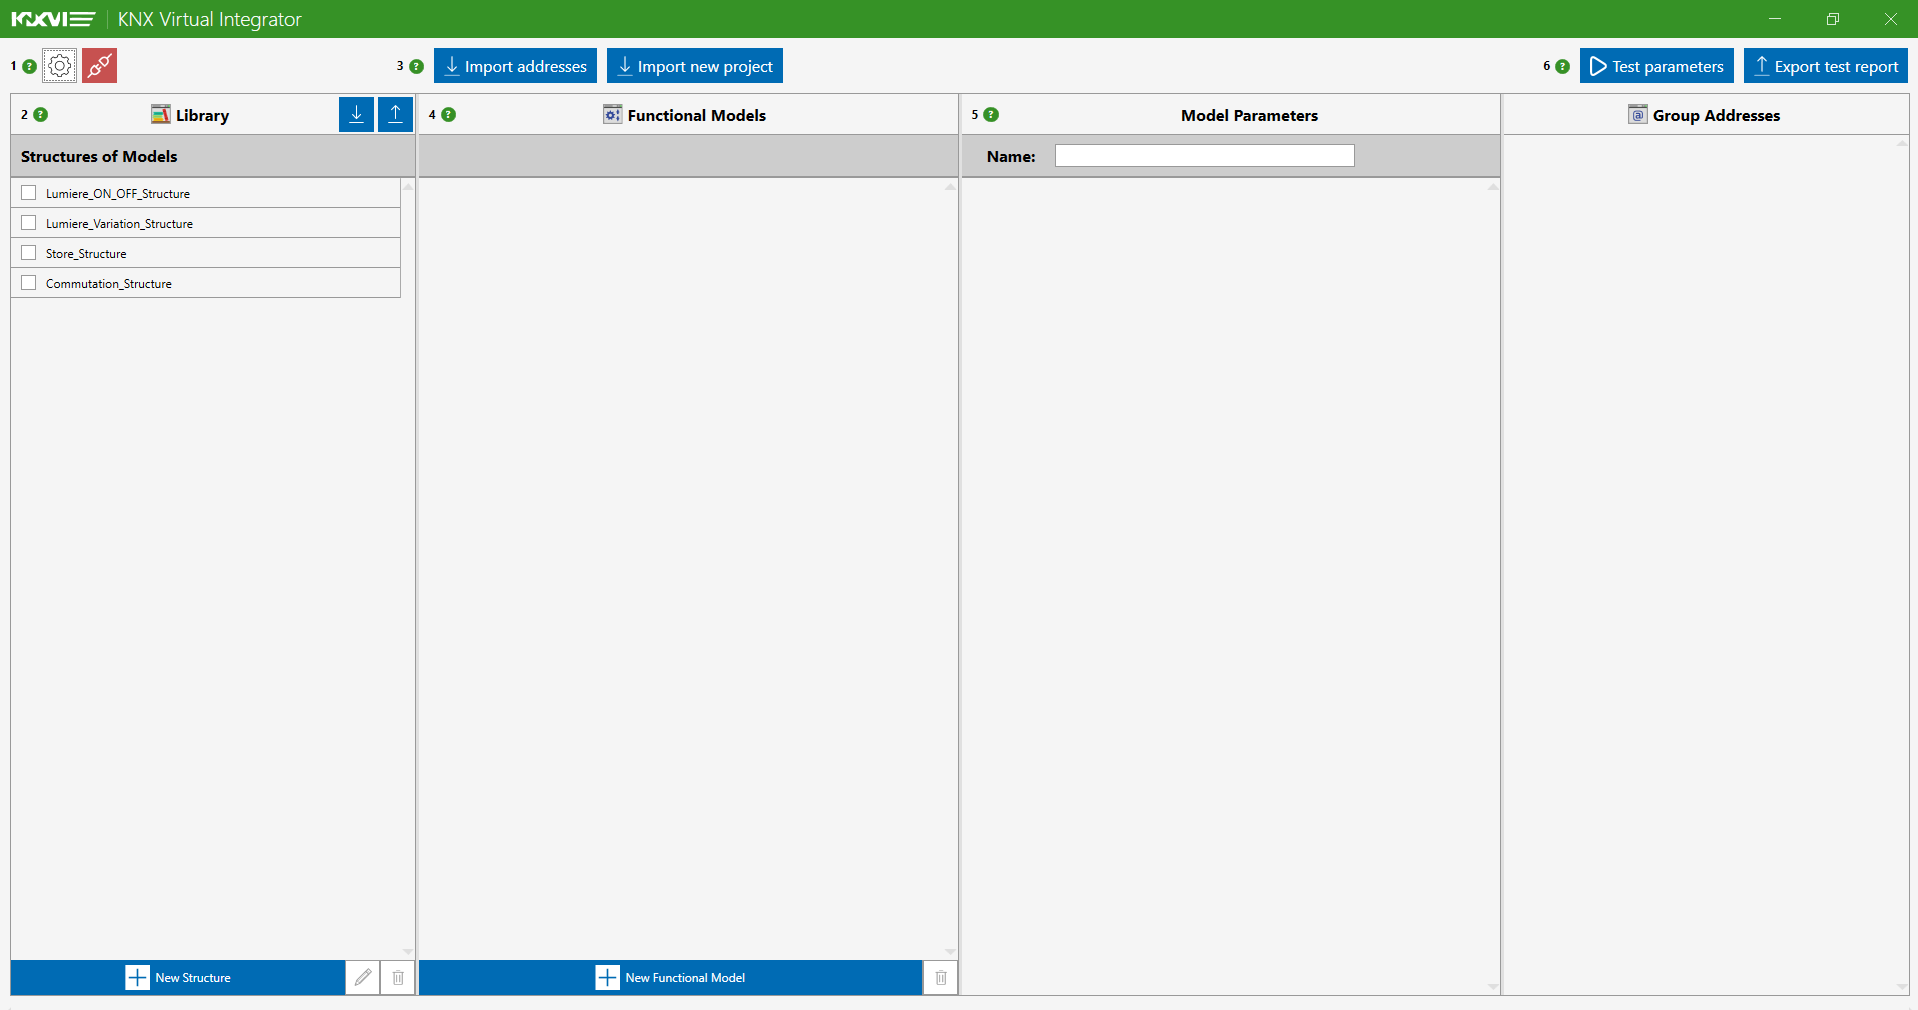 KNXVI KNX Virtual Integrator
1 ? 3 ? Import addresses Import new project 6 ? Test parameters Export test report
2 ? Library 4 ? Functional Models 5 ? Model Parameters @ Group Addresses
Structures of Models Name:
Lumiere_ON_OFF_Structure
Lumiere_Variation_Structure
Store_Structure
Commutation_Structure
New Structure New Functional Model